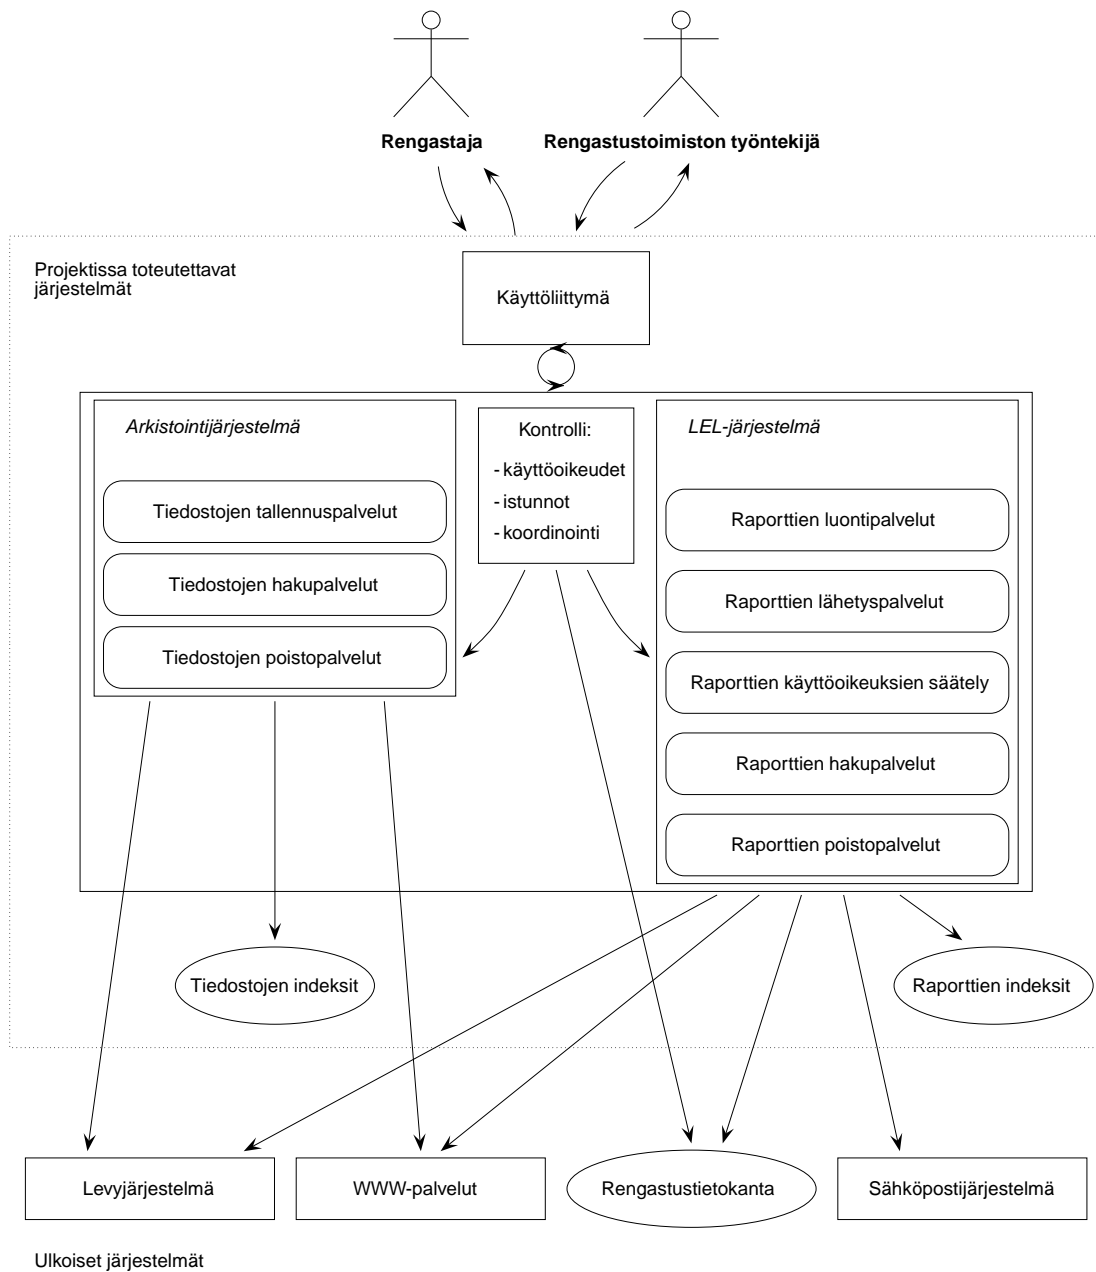 Rengastaja
Rengastustoimiston työntekijä
Projektissa toteutettavat
järjestelmät
Käyttöliittymä
Arkistointijärjestelmä
Tiedostojen tallennuspalvelut
Tiedostojen hakupalvelut
Tiedostojen poistopalvelut
Kontrolli:
- käyttöoikeudet
- istunnot
- koordinointi
LEL-järjestelmä
Raporttien luontipalvelut
Raporttien lähetyspalvelut
Raporttien käyttöoikeuksien säätely
Raporttien hakupalvelut
Raporttien poistopalvelut
Tiedostojen indeksit
Raporttien indeksit
Levyjärjestelmä
WWW-palvelut
Rengastustietokanta
Sähköpostijärjestelmä
Ulkoiset järjestelmät